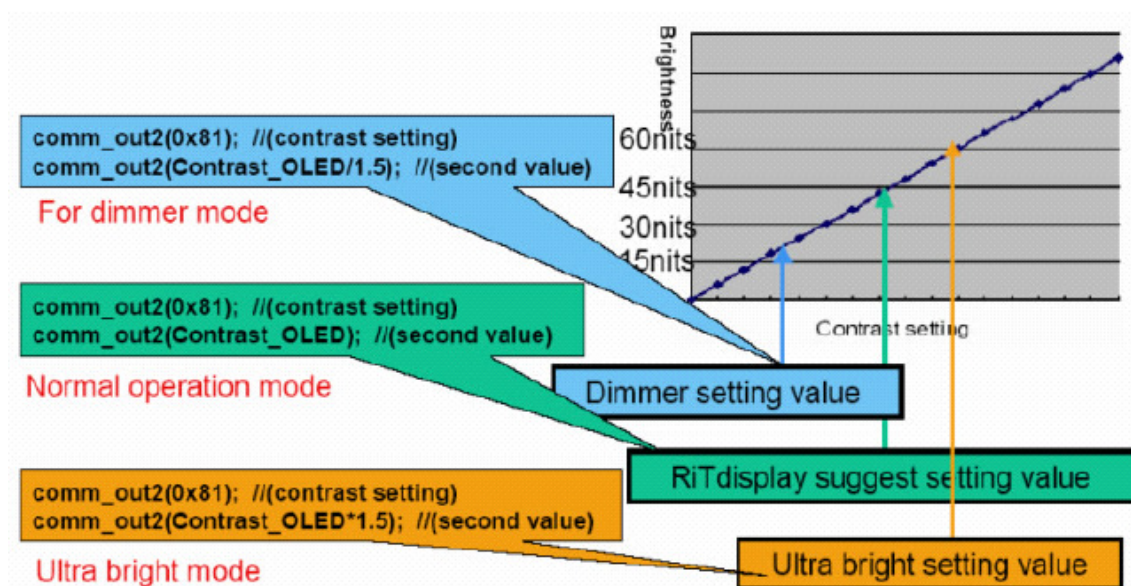 Brightness
60nits
45nits
30nits
15nits
Contrast setting
comm_out2(0x81); //(contrast setting)
comm_out2(Contrast_OLED/1.5); //(second value)
For dimmer mode
comm_out2(0x81); //(contrast setting)
comm_out2(Contrast_OLED); //(second value)
Normal operation mode
comm_out2(0x81); //(contrast setting)
comm_out2(Contrast_OLED*1.5); //(second value)
Ultra bright mode
Dimmer setting value
RiTdisplay suggest setting value
Ultra bright setting value